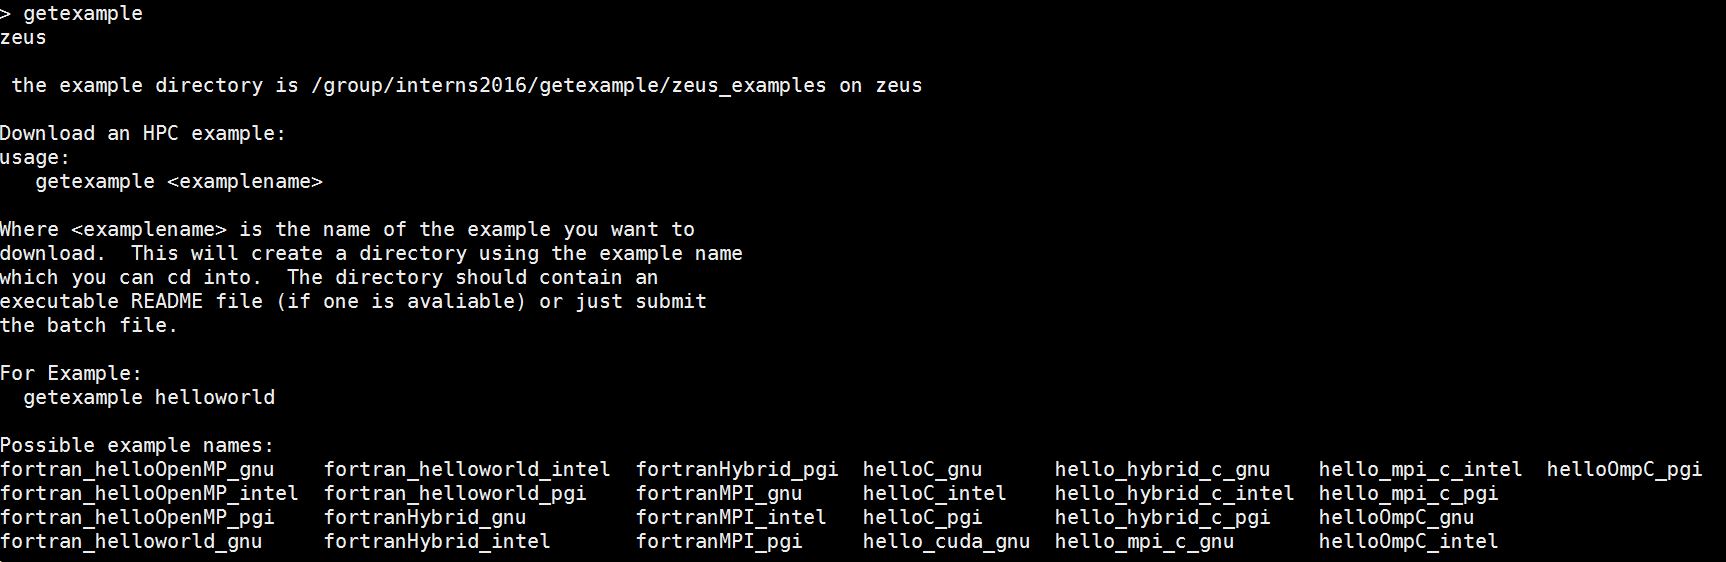 > getexample
zeus
the example directory is /group/interns2016/getexample/zeus_examples on zeus
Download an HPC example:
usage:
getexample <examplename>
Where <examplename> is the name of the example you want to
download.  This will create a directory using the example name
which you can cd into.  The directory should contain an
executable README file (if one is avaliable) or just submit
the batch file.
For Example:
getexample helloworld
Possible example names:
fortran_helloOpenMP_gnu    fortran_helloworld_intel  fortranHybrid_pgi  helloC_gnu      hello_hybrid_c_gnu    hello_mpi_c_intel  helloOmpC_pgi
fortran_helloOpenMP_intel  fortran_helloworld_pgi    fortranMPI_gnu     helloC_intel    hello_hybrid_c_intel  hello_mpi_c_pgi
fortran_helloOpenMP_pgi    fortranHybrid_gnu         fortranMPI_intel   helloC_pgi      hello_hybrid_c_pgi    helloOmpC_gnu
fortran_helloworld_gnu     fortranHybrid_intel       fortranMPI_pgi     hello_cuda_gnu  hello_mpi_c_gnu       helloOmpC_intel